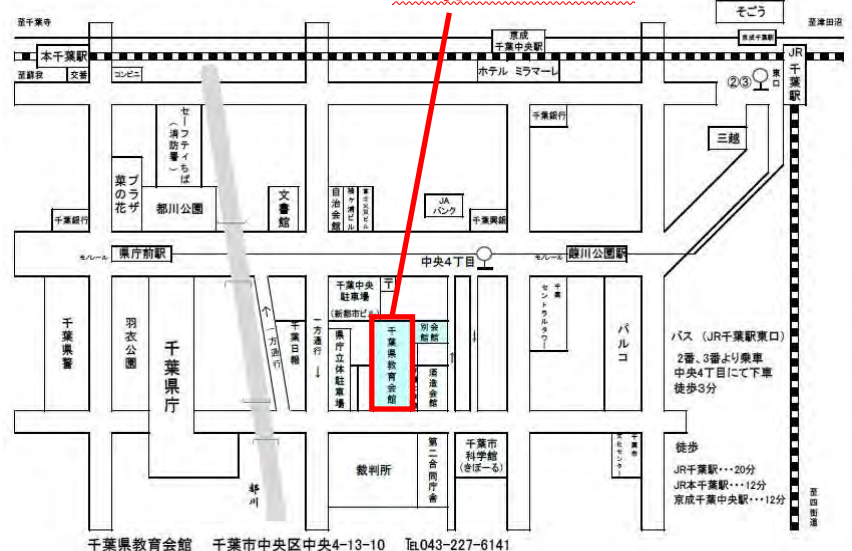 そごう
至千葉寺
至津田沼
京成
千葉中央駅
京成千葉駅
本千葉駅
JR
千葉駅
至蘇我
交番
コンビニ
ホテル ミラマーレ
②③
東口
セーフティちば
(消防署)
千葉銀行
三越
菜の花
プラザ
都川公園
文書館
自治会館
袖ケ浦ビル
JA
バンク
千葉銀行
千葉興銀
モノレール
県庁前駅
中央4丁目
モノレール
葭川公園駅
千葉中央
駐車場
(新都市ビル)
〒
千葉
セントラルタワー
千葉県警
羽衣公園
千葉県庁
↑一方通行
千葉日報
一方通行→
県庁立体駐車場
千葉県教育会館
別館
会館
酒造会館
パルコ
バス (JR千葉駅東口)
2番、3番より乗車
中央4丁目にて下車
徒歩3分
裁判所
第二合同庁舎
千葉市
科学館
(きぼーる)
千葉市
文化センター
徒歩
JR千葉駅・・・20分
JR本千葉駅・・・12分
京成千葉中央駅・・・12分
都川
至四街道
千葉県教育会館 千葉市中央区中央4-13-10 ℡043-227-6141